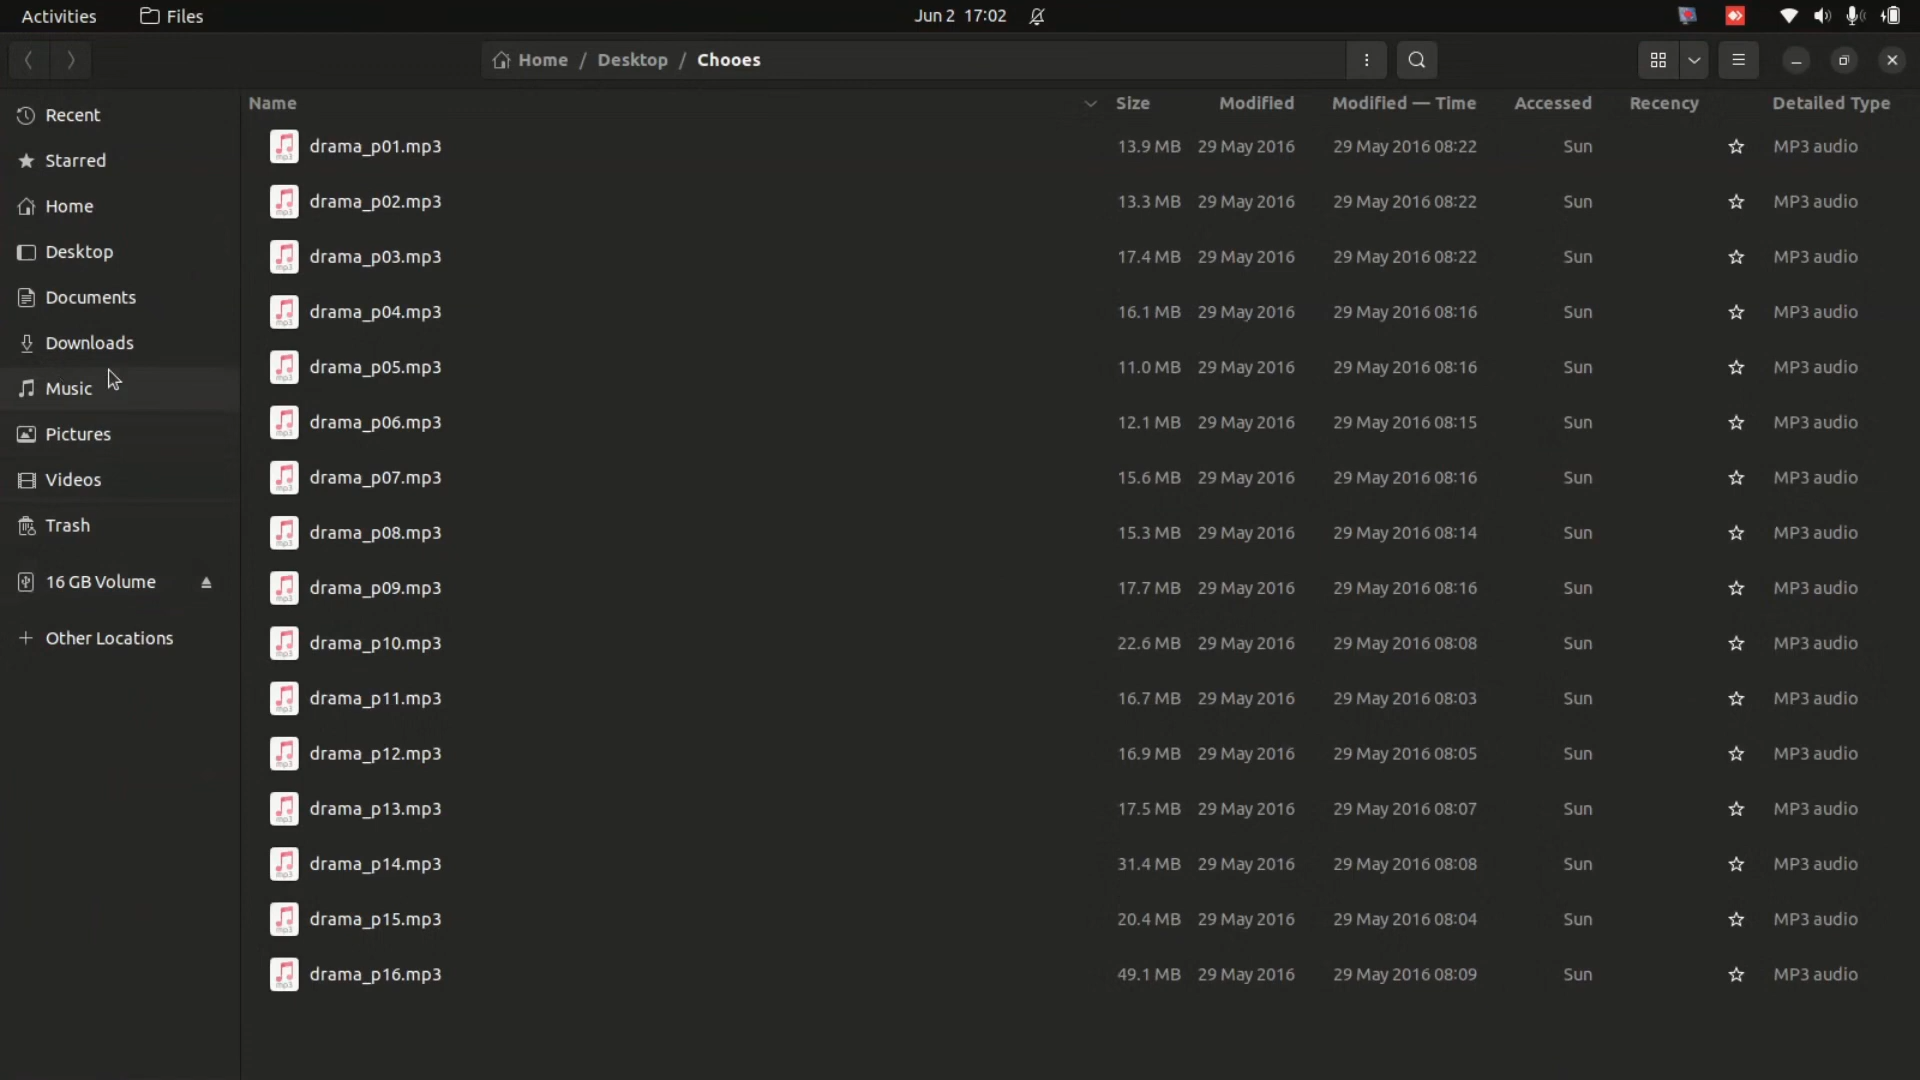 Activities Files Jun 2 17:02
Home / Desktop / Chooes
Recent
Starred
Home
Desktop
Documents
Downloads
Music
Pictures
Videos
Trash
16 GB Volume
Other Locations
Name Size Modified Modified — Time Accessed Recency Detailed Type
drama_p01.mp3 13.9 MB 29 May 2016 29 May 2016 08:22 Sun MP3 audio
drama_p02.mp3 13.3 MB 29 May 2016 29 May 2016 08:22 Sun MP3 audio
drama_p03.mp3 17.4 MB 29 May 2016 29 May 2016 08:22 Sun MP3 audio
drama_p04.mp3 16.1 MB 29 May 2016 29 May 2016 08:16 Sun MP3 audio
drama_p05.mp3 11.0 MB 29 May 2016 29 May 2016 08:16 Sun MP3 audio
drama_p06.mp3 12.1 MB 29 May 2016 29 May 2016 08:15 Sun MP3 audio
drama_p07.mp3 15.6 MB 29 May 2016 29 May 2016 08:16 Sun MP3 audio
drama_p08.mp3 15.3 MB 29 May 2016 29 May 2016 08:14 Sun MP3 audio
drama_p09.mp3 17.7 MB 29 May 2016 29 May 2016 08:16 Sun MP3 audio
drama_p10.mp3 22.6 MB 29 May 2016 29 May 2016 08:08 Sun MP3 audio
drama_p11.mp3 16.7 MB 29 May 2016 29 May 2016 08:03 Sun MP3 audio
drama_p12.mp3 16.9 MB 29 May 2016 29 May 2016 08:05 Sun MP3 audio
drama_p13.mp3 17.5 MB 29 May 2016 29 May 2016 08:07 Sun MP3 audio
drama_p14.mp3 31.4 MB 29 May 2016 29 May 2016 08:08 Sun MP3 audio
drama_p15.mp3 20.4 MB 29 May 2016 29 May 2016 08:04 Sun MP3 audio
drama_p16.mp3 49.1 MB 29 May 2016 29 May 2016 08:09 Sun MP3 audio